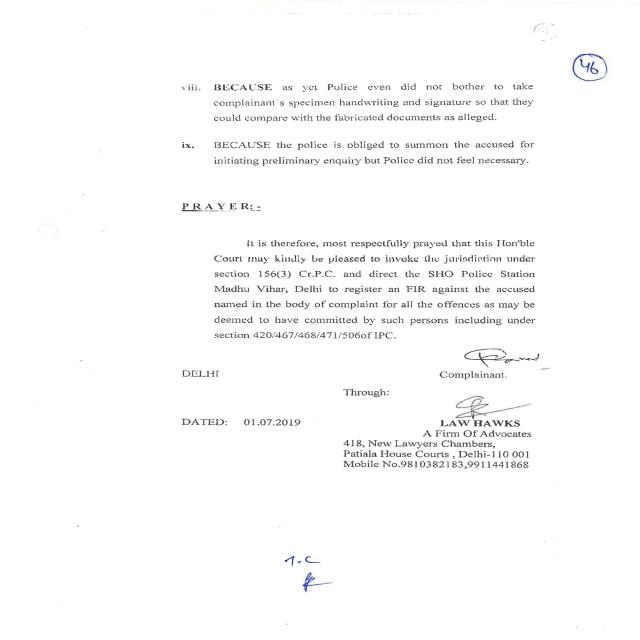 46
viii. BECAUSE as yet Police even did not bother to take
complainant's specimen handwriting and signature so that they
could compare with the fabricated documents as alleged.
ix. BECAUSE the police is obliged to summon the accused for
initiating preliminary enquiry but Police did not feel necessary.
PRAYER:-
It is therefore, most respectfully prayed that this Hon'ble
Court may kindly be pleased to invoke the jurisdiction under
section 156(3) Cr.P.C. and direct the SHO Police Station
Madhu Vihar, Delhi to register an FIR against the accused
named in the body of complaint for all the offences as may be
deemed to have committed by such persons including under
section 420/467/468/471/506of IPC.
DELHI
Complainant.
Through:
DATED: 01.07.2019
LAW HAWKS
A Firm Of Advocates
418, New Lawyers Chambers,
Patiala House Courts , Delhi-110 001
Mobile No.9810382183,9911441868
T.C